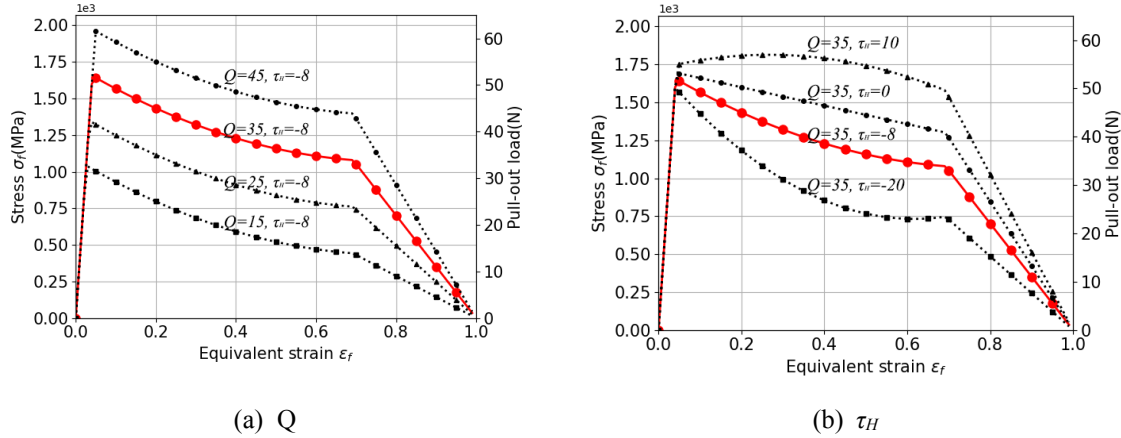 1e3
2.00
1.75
1.50
1.25
1.00
0.75
0.50
0.25
0.00
Stress σf(MPa)
Q=45, τH=-8
Q=35, τH=-8
Q=25, τH=-8
Q=15, τH=-8
60
50
40
30
20
10
0
Pull-out load(N)
0.0 0.2 0.4 0.6 0.8 1.0
Equivalent strain εf
(a) Q
1e3
2.00
1.75
1.50
1.25
1.00
0.75
0.50
0.25
0.00
Stress σf(MPa)
Q=35, τH=10
Q=35, τH=0
Q=35, τH=-8
Q=35, τH=-20
60
50
40
30
20
10
0
Pull-out load(N)
0.0 0.2 0.4 0.6 0.8 1.0
Equivalent strain εf
(b) τH